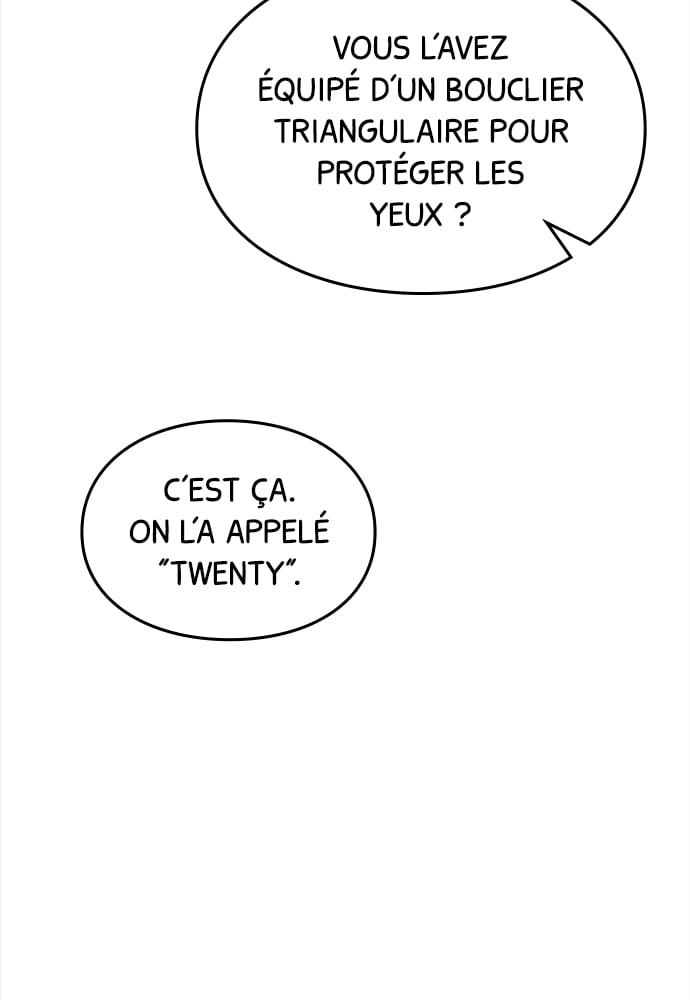 VOUS L'AVEZ
ÉQUIPÉ D'UN BOUCLIER
TRIANGULAIRE POUR
PROTÉGER LES
YEUX ?
C'EST ÇA.
ON L'A APPELÉ
"TWENTY".